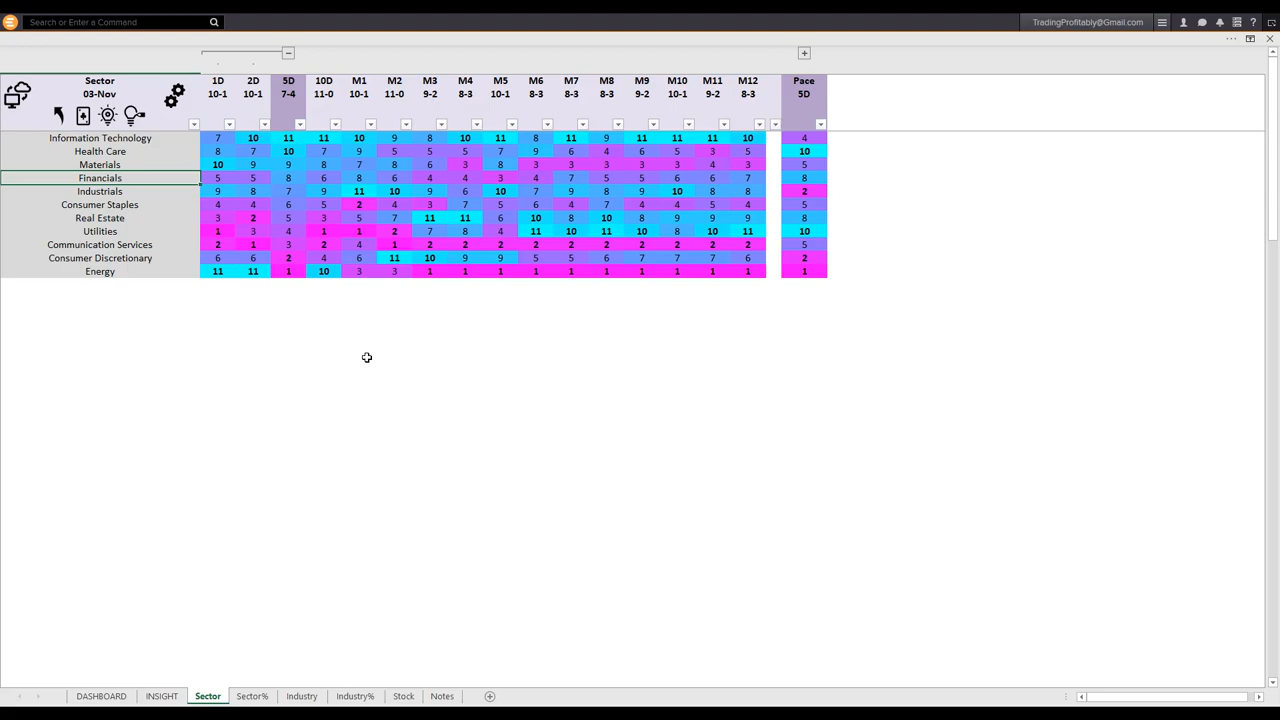 Search or Enter a Command TradingProfitably@Gmail.com ?
Sector 1D 2D 5D 10D M1 M2 M3 M4 M5 M6 M7 M8 M9 M10 M11 M12 Pace
03-Nov 10-1 10-1 7-4 11-0 10-1 11-0 9-2 8-3 10-1 8-3 8-3 8-3 9-2 10-1 9-2 8-3 5D
Information Technology 7 10 11 11 10 9 8 10 11 8 11 9 11 11 11 10 4
Health Care 8 7 10 7 9 5 5 5 7 9 6 4 6 5 3 5 10
Materials 10 9 9 8 7 8 6 3 8 3 3 3 3 3 4 3 5
Financials 5 5 8 6 8 6 4 4 3 4 7 5 5 6 6 7 8
Industrials 9 8 7 9 11 10 9 6 10 7 9 8 9 10 8 8 2
Consumer Staples 4 4 6 5 2 4 3 7 5 6 4 7 4 4 5 4 5
Real Estate 3 2 5 3 5 7 11 11 6 10 8 10 8 9 9 9 8
Utilities 1 3 4 1 1 2 7 8 4 11 10 11 10 8 10 11 10
Communication Services 2 1 3 2 4 1 2 2 2 2 2 2 2 2 2 2 5
Consumer Discretionary 6 6 2 4 6 11 10 9 9 5 5 6 7 7 7 6 2
Energy 11 11 1 10 3 3 1 1 1 1 1 1 1 1 1 1 1
DASHBOARD INSIGHT Sector Sector% Industry Industry% Stock Notes